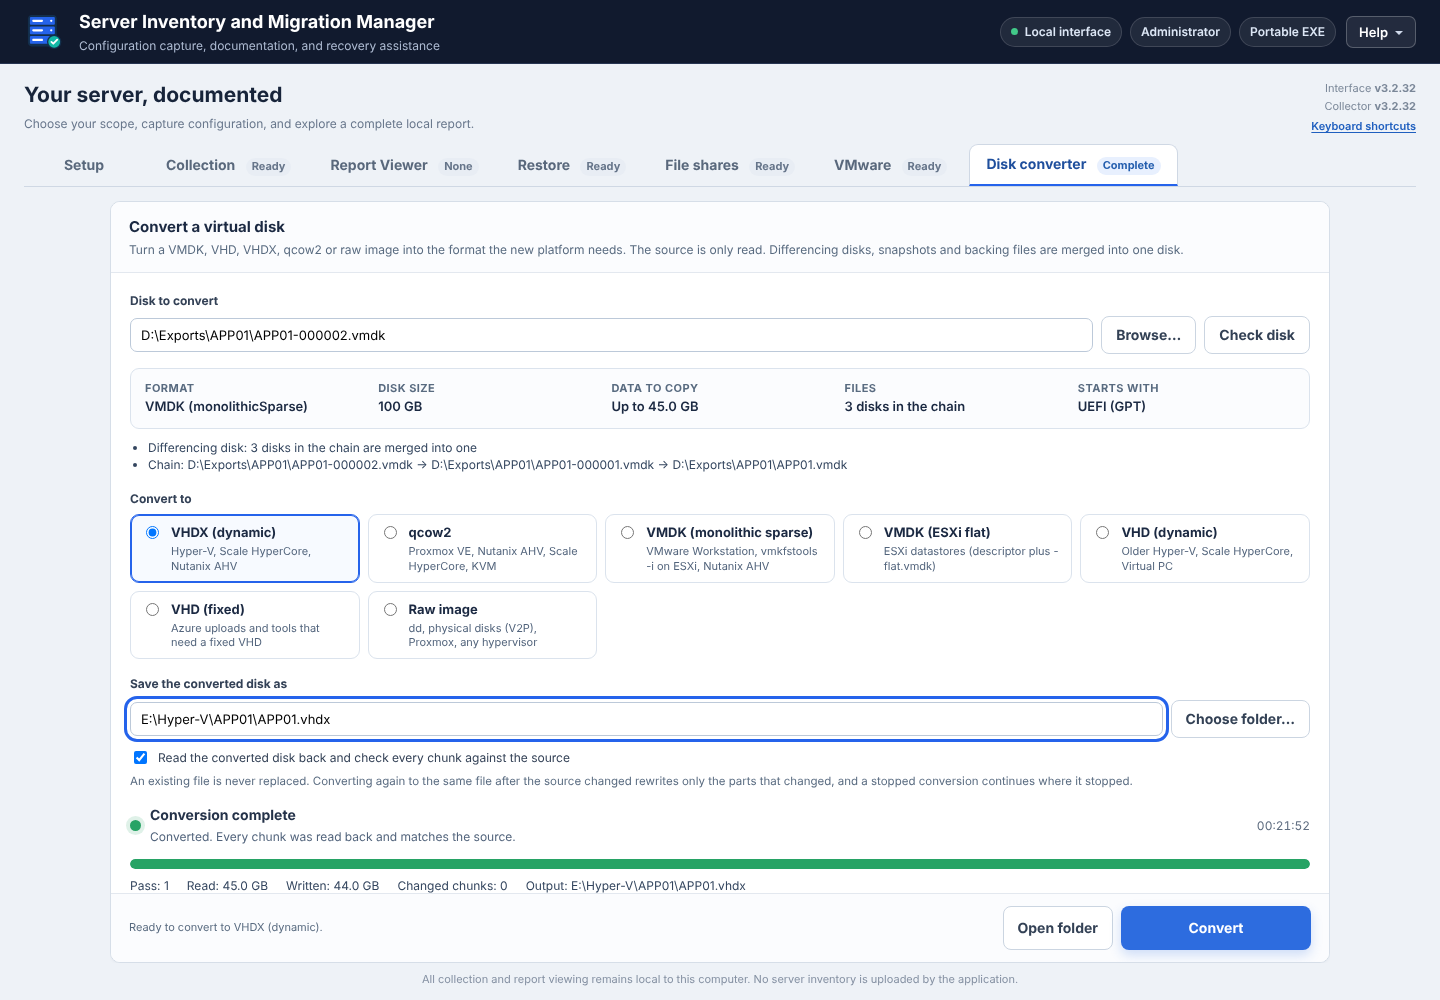 Server Inventory and Migration Manager
Configuration capture, documentation, and recovery assistance
Local interface
Administrator
Portable EXE
Help
Your server, documented
Choose your scope, capture configuration, and explore a complete local report.
Interface v3.2.32
Collector v3.2.32
Keyboard shortcuts
Setup
Collection Ready
Report Viewer None
Restore Ready
File shares Ready
VMware Ready
Disk converter Complete
Convert a virtual disk
Turn a VMDK, VHD, VHDX, qcow2 or raw image into the format the new platform needs. The source is only read. Differencing disks, snapshots and backing files are merged into one disk.
Disk to convert
D:\Exports\APP01\APP01-000002.vmdk
Browse...
Check disk
FORMAT
VMDK (monolithicSparse)
DISK SIZE
100 GB
DATA TO COPY
Up to 45.0 GB
FILES
3 disks in the chain
STARTS WITH
UEFI (GPT)
• Differencing disk: 3 disks in the chain are merged into one
• Chain: D:\Exports\APP01\APP01-000002.vmdk → D:\Exports\APP01\APP01-000001.vmdk → D:\Exports\APP01\APP01.vmdk
Convert to
VHDX (dynamic)
Hyper-V, Scale HyperCore,
Nutanix AHV
qcow2
Proxmox VE, Nutanix AHV, Scale
HyperCore, KVM
VMDK (monolithic sparse)
VMware Workstation, vmkfstools
-i on ESXi, Nutanix AHV
VMDK (ESXi flat)
ESXi datastores (descriptor plus -
flat.vmdk)
VHD (dynamic)
Older Hyper-V, Scale HyperCore,
Virtual PC
VHD (fixed)
Azure uploads and tools that
need a fixed VHD
Raw image
dd, physical disks (V2P),
Proxmox, any hypervisor
Save the converted disk as
E:\Hyper-V\APP01\APP01.vhdx
Choose folder...
Read the converted disk back and check every chunk against the source
An existing file is never replaced. Converting again to the same file after the source changed rewrites only the parts that changed, and a stopped conversion continues where it stopped.
Conversion complete
Converted. Every chunk was read back and matches the source.
00:21:52
Pass: 1 Read: 45.0 GB Written: 44.0 GB Changed chunks: 0 Output: E:\Hyper-V\APP01\APP01.vhdx
Ready to convert to VHDX (dynamic).
Open folder
Convert
All collection and report viewing remains local to this computer. No server inventory is uploaded by the application.